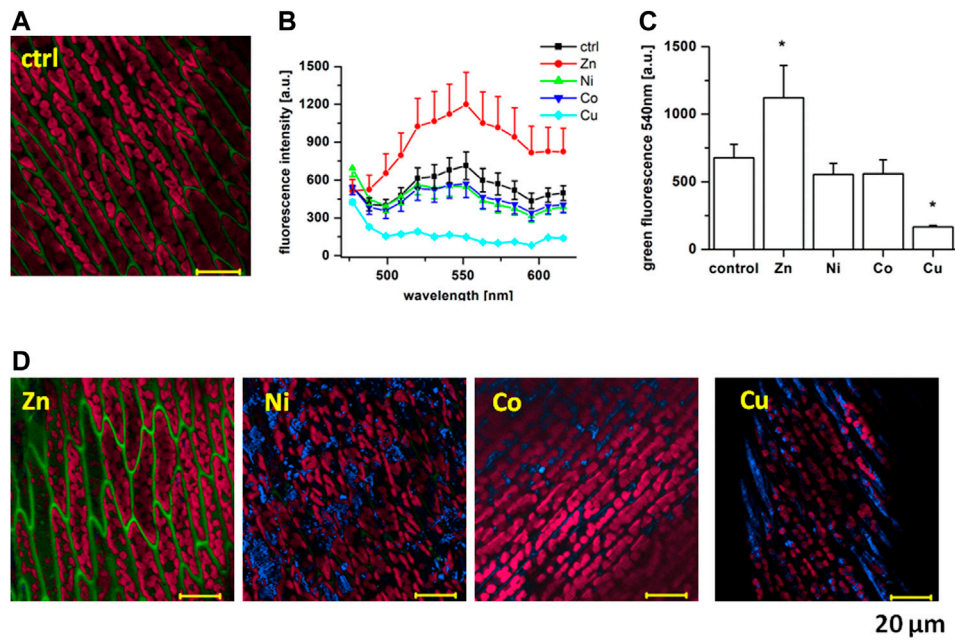 A
ctrl
B
fluorescence intensity [a.u.]
1500
1200
900
600
300
0
500
550
600
wavelength [nm]
ctrl
Zn
Ni
Co
Cu
C
green fluorescence 540nm [a.u.]
1500
1000
500
0
*
*
control
Zn
Ni
Co
Cu
D
Zn
Ni
Co
Cu
20 µm